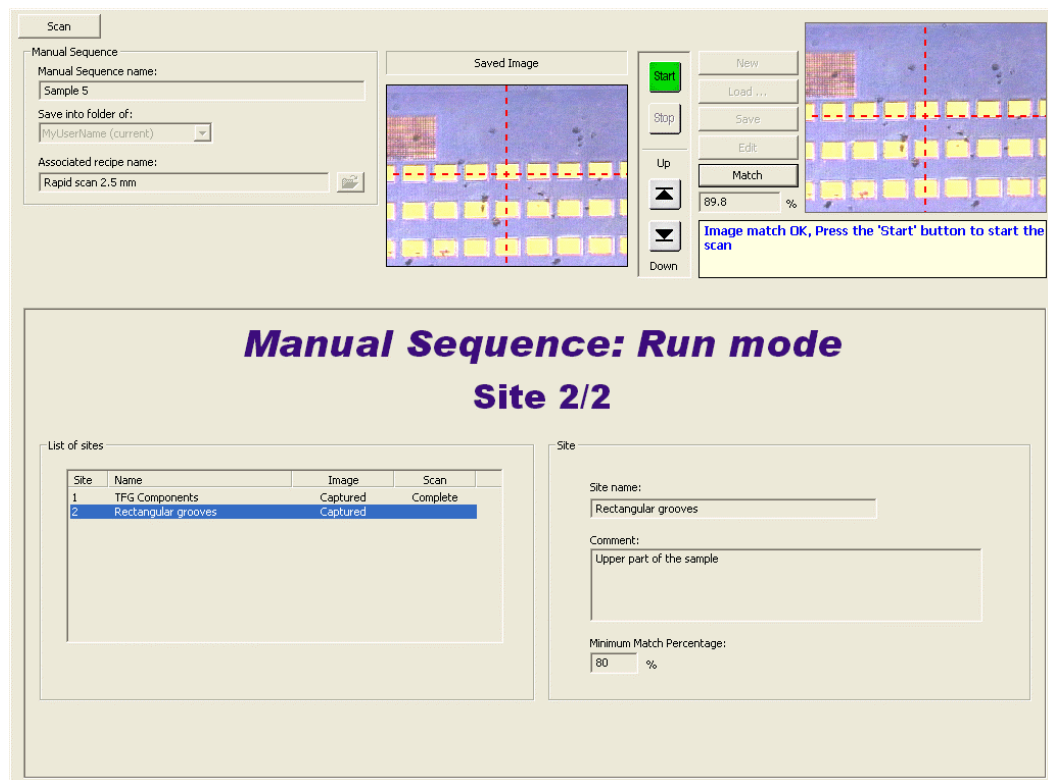 Scan
Manual Sequence
Manual Sequence name:
Sample 5
Save into folder of:
MyUserName (current)
Associated recipe name:
Rapid scan 2.5 mm
Saved Image
Start
Stop
Up
Down
New
Load ...
Save
Edit
Match
89.8 %
Image match OK, Press the 'Start' button to start the
scan
Manual Sequence: Run mode
Site 2/2
List of sites
Site Name Image Scan
1 TFG Components Captured Complete
2 Rectangular grooves Captured
Site
Site name:
Rectangular grooves
Comment:
Upper part of the sample
Minimum Match Percentage:
80 %